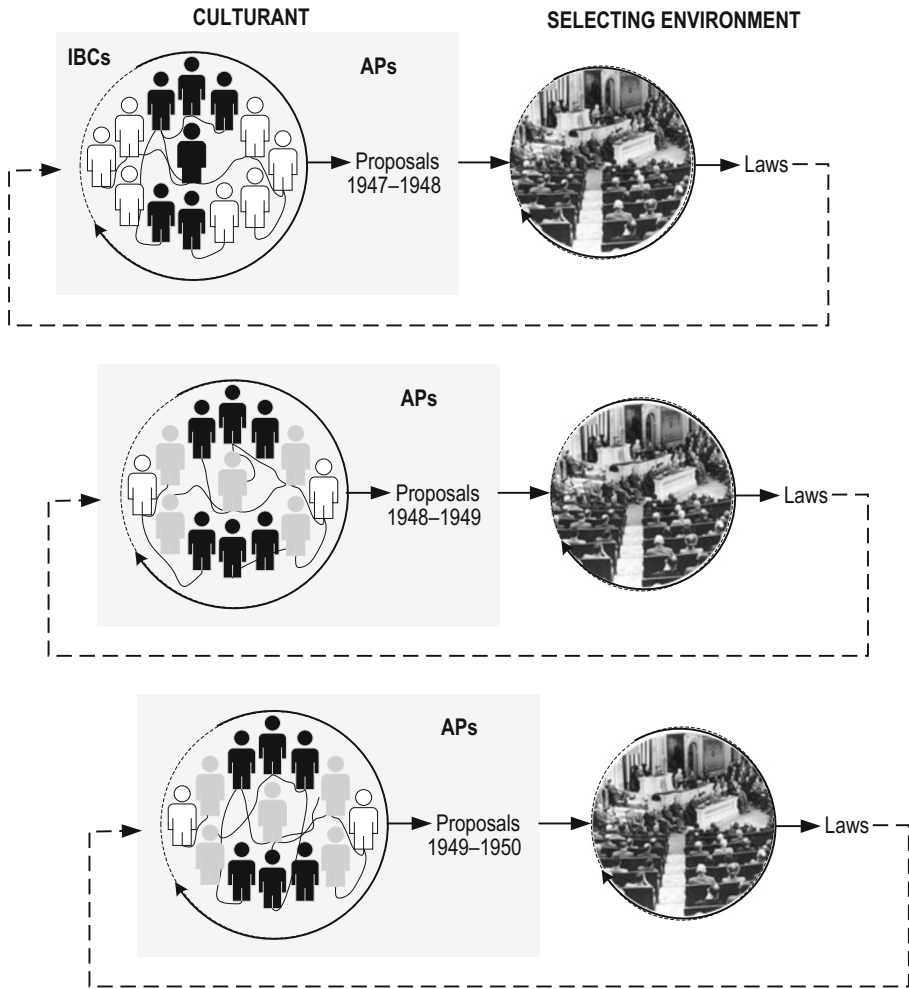 CULTURANT
SELECTING ENVIRONMENT
IBCs
APs
Proposals
1947–1948
Laws
APs
Proposals
1948–1949
Laws
APs
Proposals
1949–1950
Laws